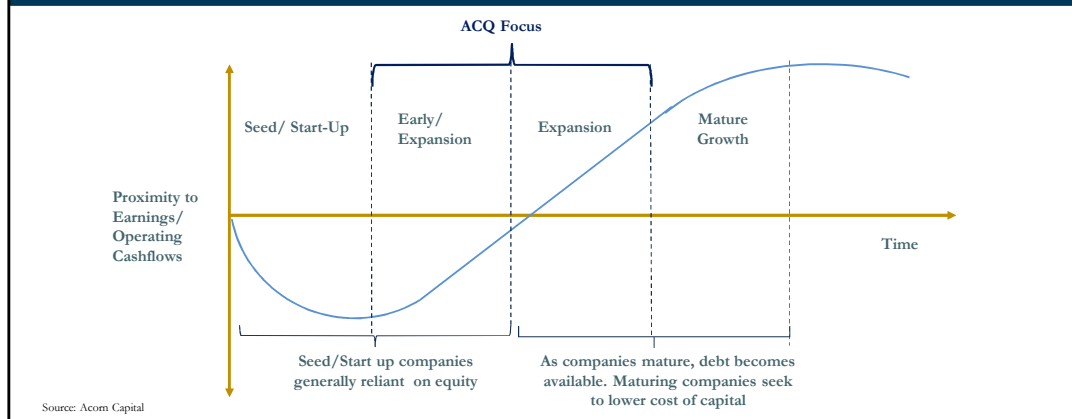 ACQ Focus
Seed/ Start-Up
Early/
Expansion
Expansion
Mature
Growth
Proximity to
Earnings/
Operating
Cashflows
Time
Seed/Start up companies
generally reliant on equity
As companies mature, debt becomes
available. Maturing companies seek
to lower cost of capital
Source: Acorn Capital